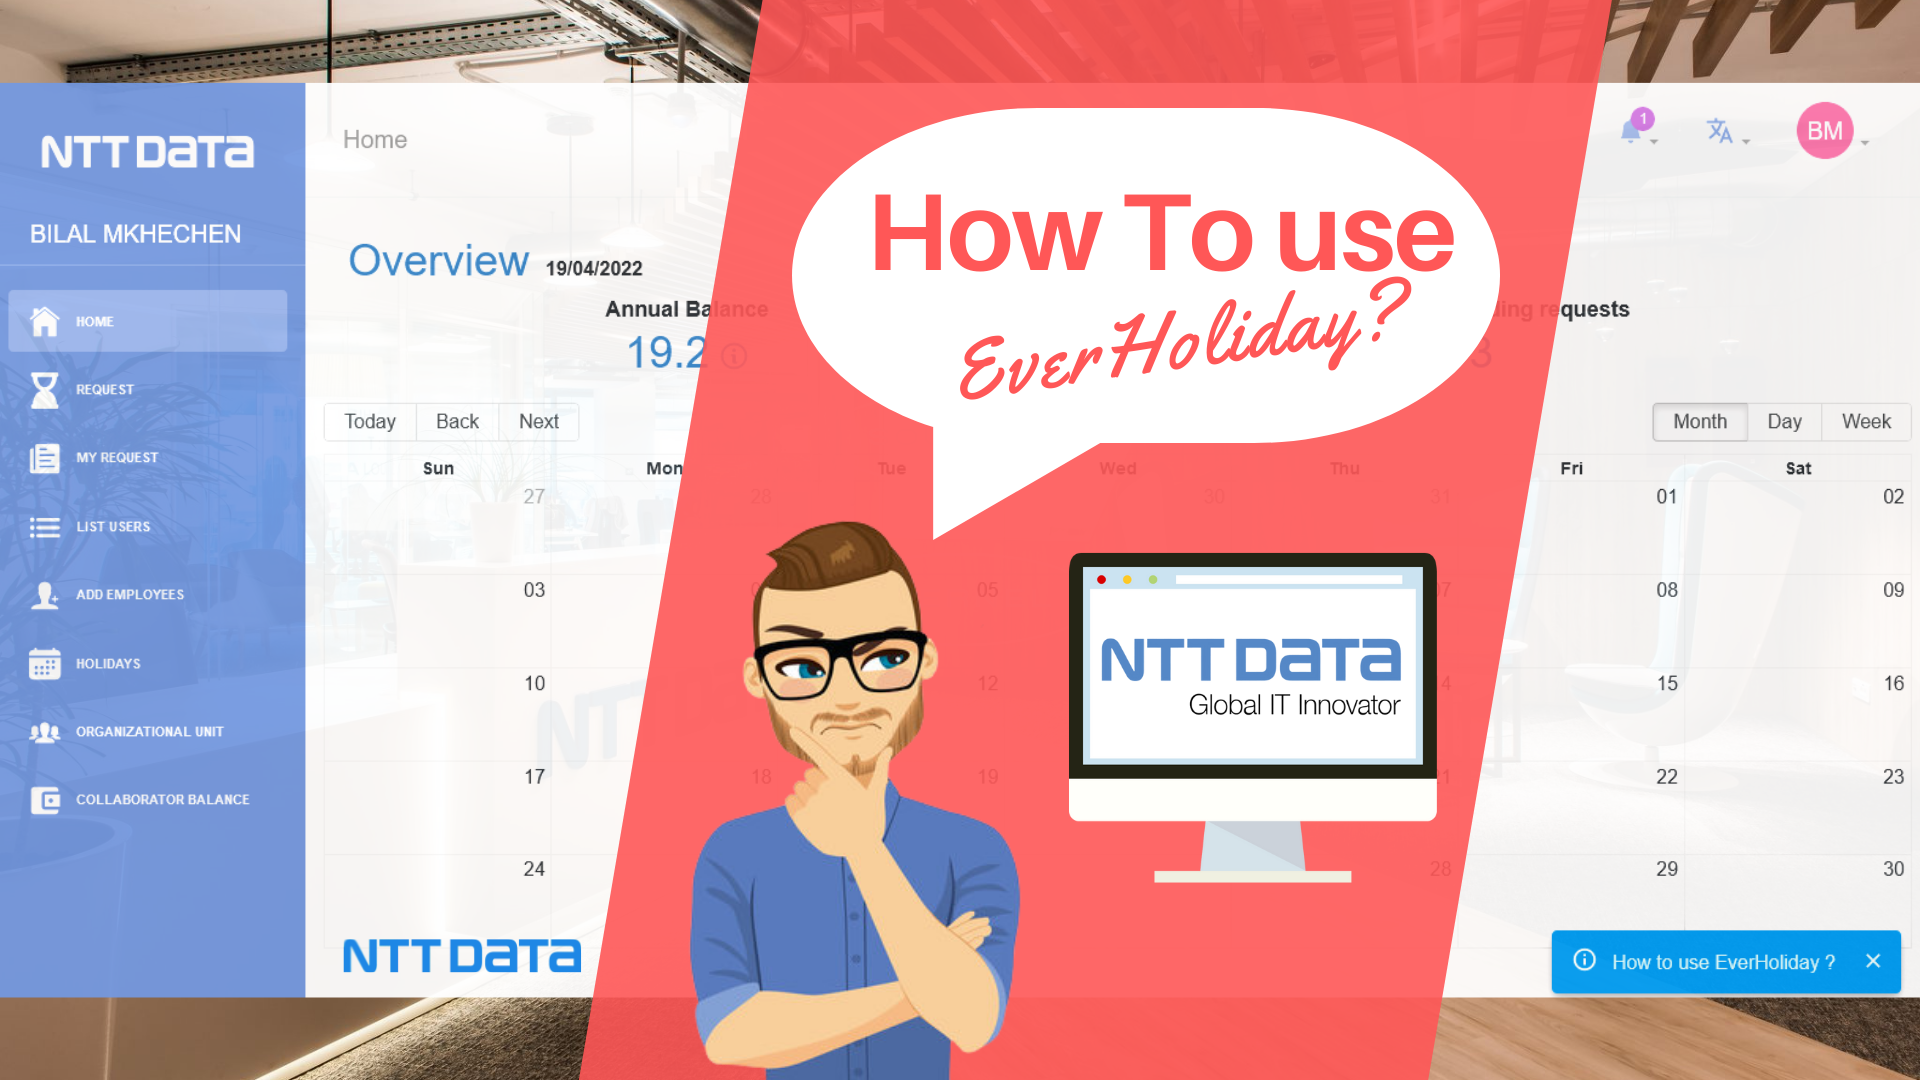 NTT DATA
BILAL MKHECHEN
HOME
REQUEST
MY REQUEST
LIST USERS
ADD EMPLOYEES
HOLIDAYS
ORGANIZATIONAL UNIT
COLLABORATOR BALANCE
Home
1
BM
Overview 19/04/2022
Annual Balance
19.2
ing requests
3
How To use
EverHoliday?
Today Back Next
Month Day Week
Sun Mon Tue Wed Thu Fri Sat
27 28 30 31 01 02
03 05 07 08 09
10 12 15 16
17 18 19 22 23
24 28 29 30
NTT DATA
Global IT Innovator
NTT DATA
How to use EverHoliday ?